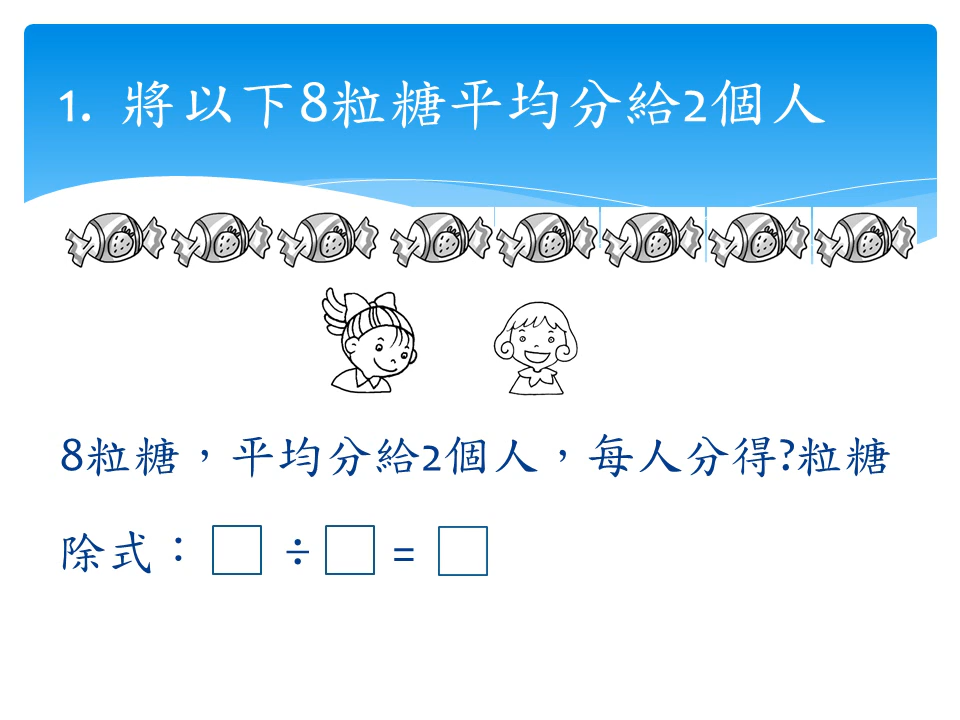 1. 將以下8粒糖平均分給2個人
8粒糖，平均分給2個人，每人分得?粒糖
除式：□ ÷ □ = □